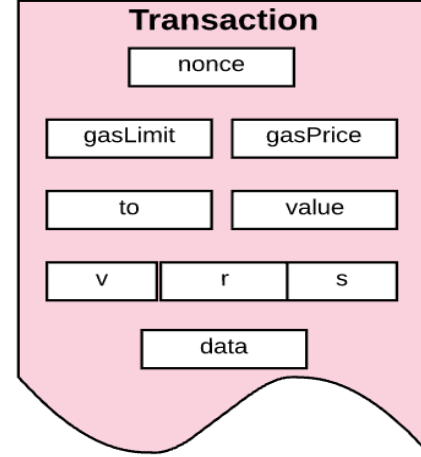 Transaction
nonce
gasLimit gasPrice
to value
v r s
data